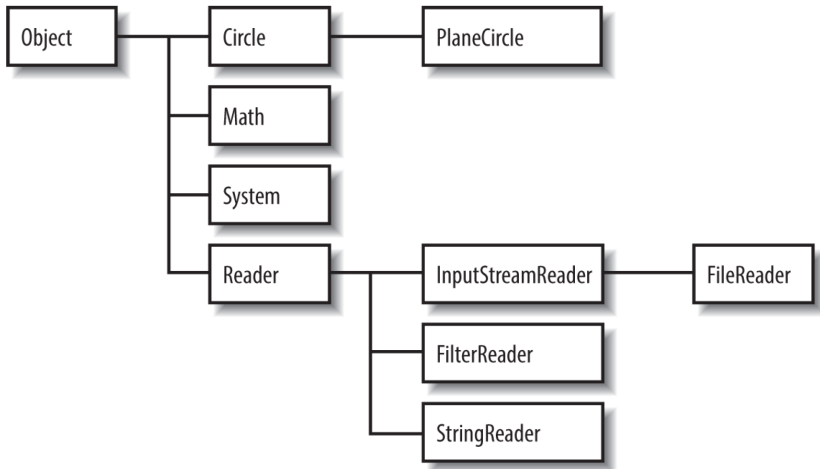 Object
Circle
PlaneCircle
Math
System
Reader
InputStreamReader
FileReader
FilterReader
StringReader